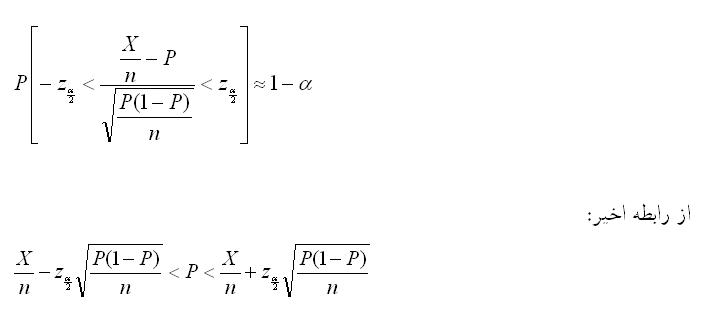 P[ −z_{α/2} < (X/n − P) / √(P(1−P)/n) < z_{α/2} ] ≈ 1 − α
از رابطه اخیر:
X/n − z_{α/2} √(P(1−P)/n) < P < X/n + z_{α/2} √(P(1−P)/n)